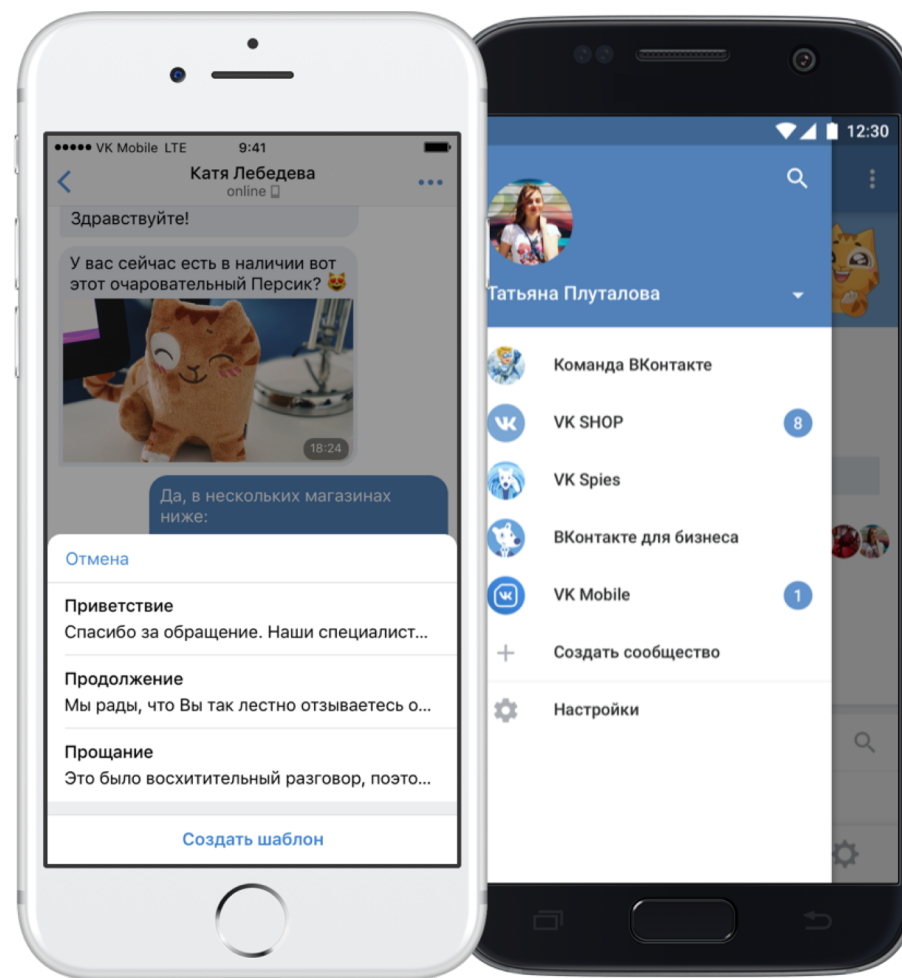 VK Mobile LTE 9:41
Катя Лебедева
online
Здравствуйте!
У вас сейчас есть в наличии вот
этот очаровательный Персик?
18:24
Да, в нескольких магазинах
ниже:
Отмена
Приветствие
Спасибо за обращение. Наши специалист...
Продолжение
Мы рады, что Вы так лестно отзываетесь о...
Прощание
Это было восхитительный разговор, поэто...
Создать шаблон
12:30
Татьяна Плуталова
Команда ВКонтакте
VK SHOP 8
VK Spies
ВКонтакте для бизнеса
VK Mobile 1
Создать сообщество
Настройки